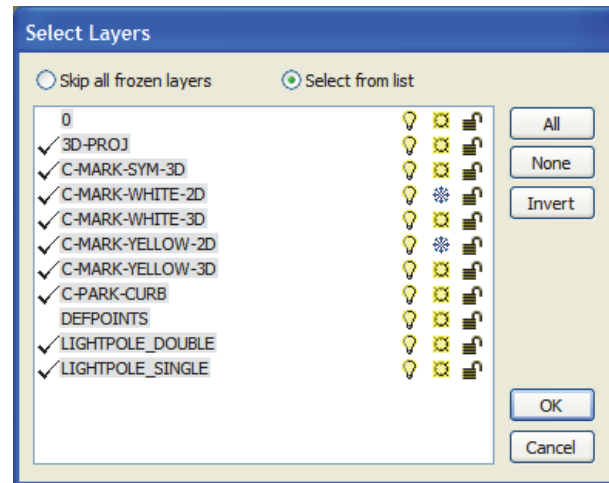 Select Layers
Skip all frozen layers
Select from list
0
All
3D-PROJ
C-MARK-SYM-3D
None
C-MARK-WHITE-2D
Invert
C-MARK-WHITE-3D
C-MARK-YELLOW-2D
C-MARK-YELLOW-3D
C-PARK-CURB
DEFPOINTS
LIGHTPOLE_DOUBLE
LIGHTPOLE_SINGLE
OK
Cancel